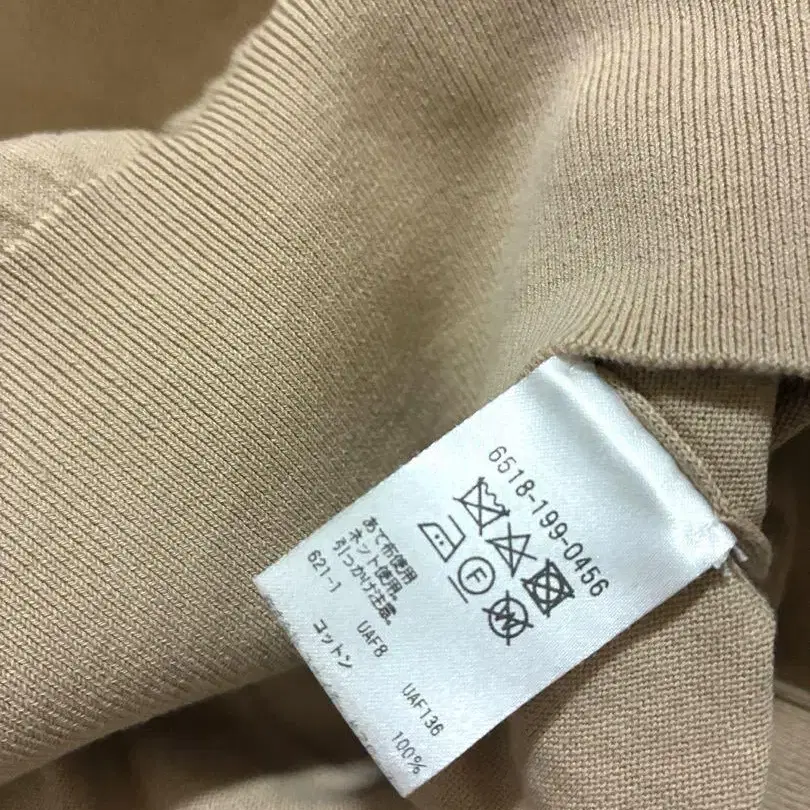 6518-199-0456
F
W
あて布使用
ネット使用。
引っかけ注意。
621-1 UAF8 UAF136
コットン 100%